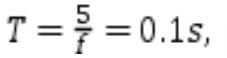 T = 5/f = 0.1s,